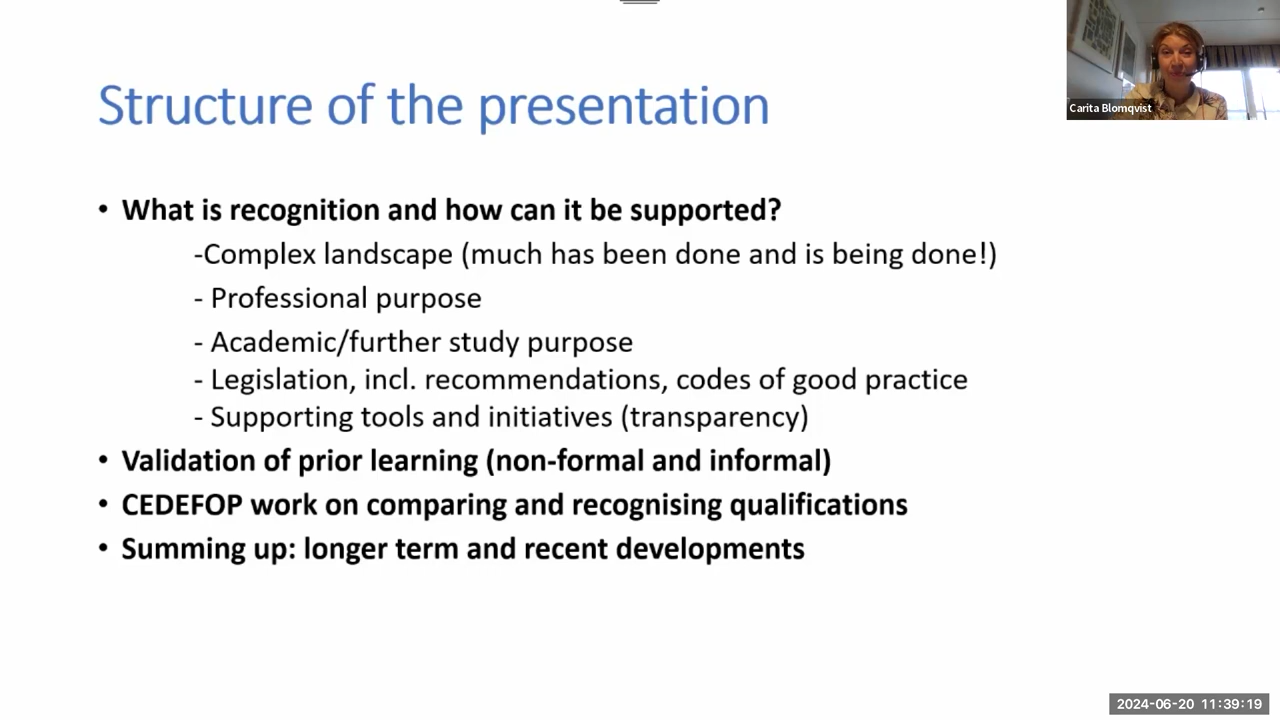 Structure of the presentation
Carita Blomqvist
• What is recognition and how can it be supported?
-Complex landscape (much has been done and is being done!)
- Professional purpose
- Academic/further study purpose
- Legislation, incl. recommendations, codes of good practice
- Supporting tools and initiatives (transparency)
• Validation of prior learning (non-formal and informal)
• CEDEFOP work on comparing and recognising qualifications
• Summing up: longer term and recent developments
2024-06-20 11:39:19